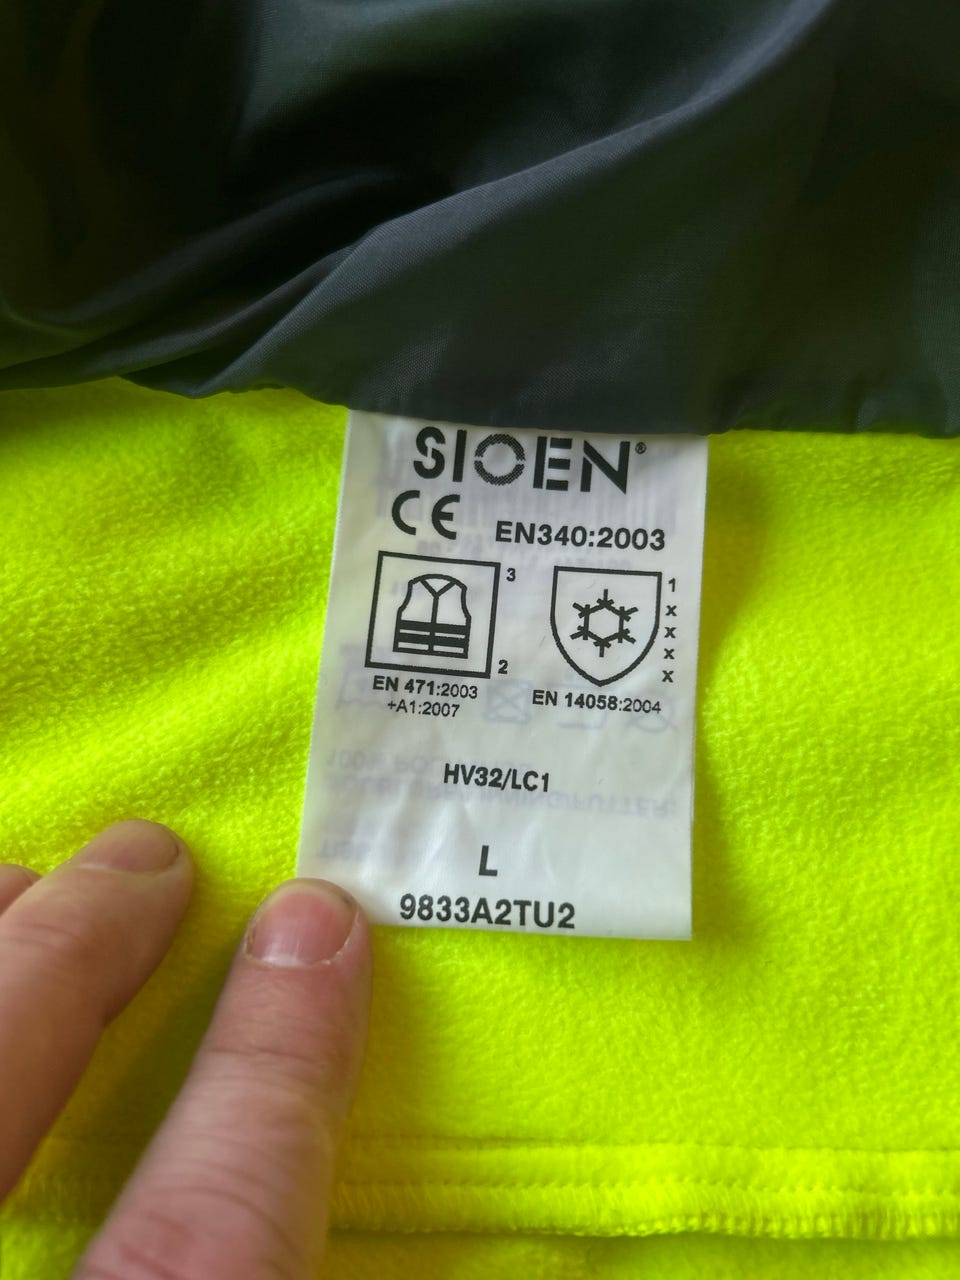 SIOEN®
CE EN340:2003
3
2
1
x
x
x
x
EN 471:2003
+A1:2007
EN 14058:2004
HV32/LC1
L
9833A2TU2